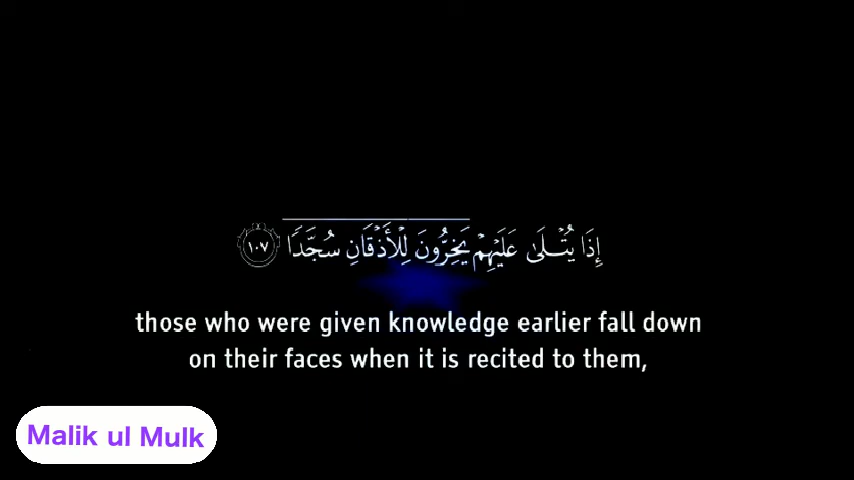 إِذَا يُتْلَىٰ عَلَيْهِمْ يَخِرُّونَ لِلْأَذْقَانِ سُجَّدًا ١٠٧
those who were given knowledge earlier fall down
on their faces when it is recited to them,
Malik ul Mulk